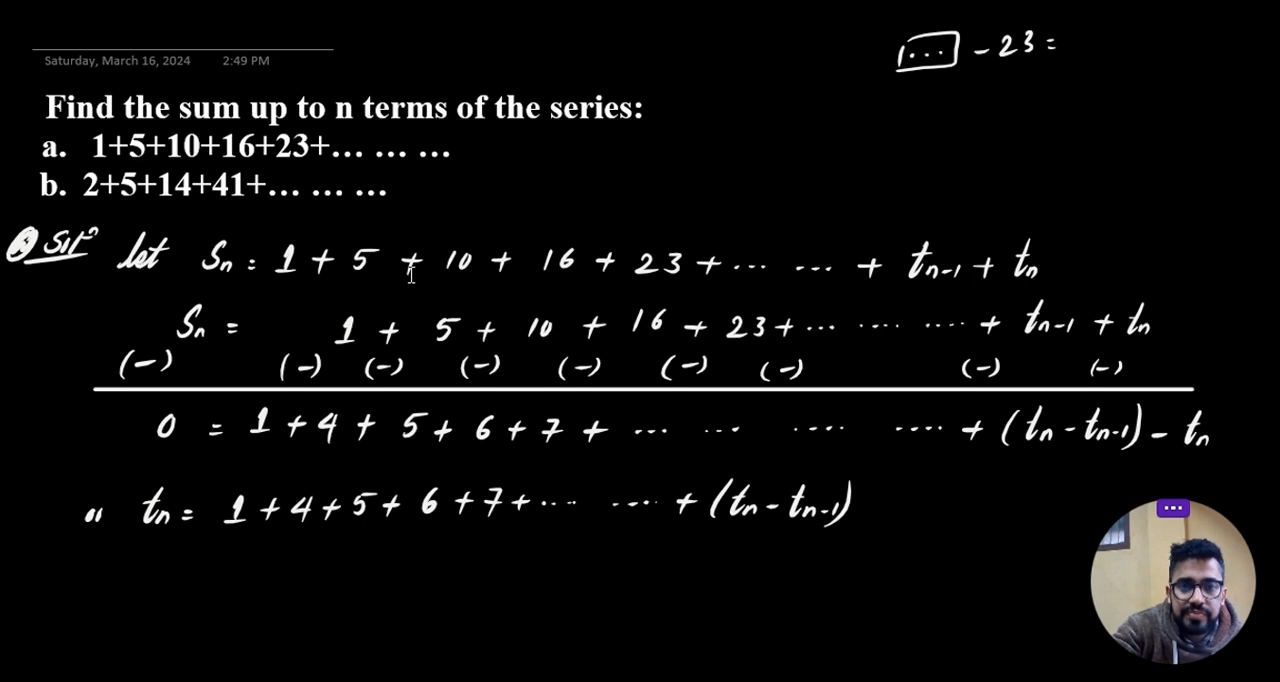 ... - 23 =
Saturday, March 16, 2024 2:49 PM
Find the sum up to n terms of the series:
a. 1+5+10+16+23+... ... ...
b. 2+5+14+41+... ... ...
let Sn = 1 + 5 + 10 + 16 + 23 + ... ... + tn-1 + tn
Sn = 1 + 5 + 10 + 16 + 23 + ... .... .... + tn-1 + tn
(-) (-) (-) (-) (-) (-) (-) (-) (-)
0 = 1 + 4 + 5 + 6 + 7 + ... ... .... .... + (tn - tn-1) - tn
tn = 1 + 4 + 5 + 6 + 7 + ... .... + (tn - tn-1)